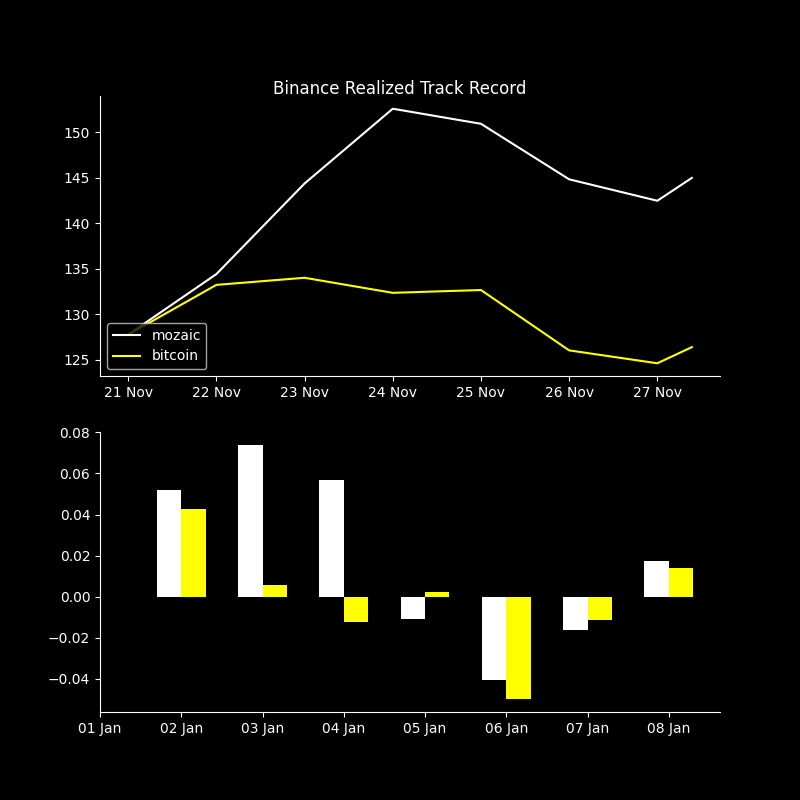 Binance Realized Track Record
150
145
140
135
130
125
mozaic
bitcoin
21 Nov 22 Nov 23 Nov 24 Nov 25 Nov 26 Nov 27 Nov
0.08
0.06
0.04
0.02
0.00
−0.02
−0.04
01 Jan 02 Jan 03 Jan 04 Jan 05 Jan 06 Jan 07 Jan 08 Jan